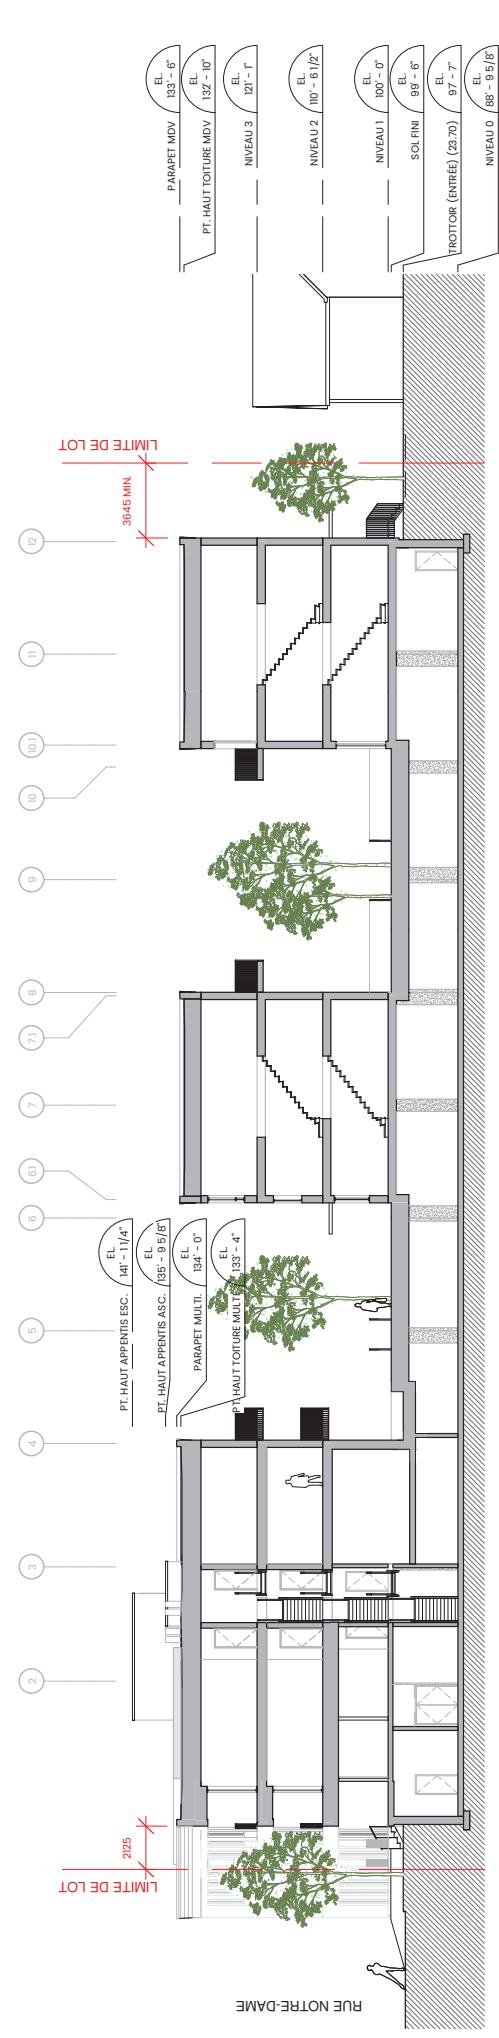 EL.
133' - 6"
PARAPET MDV
EL.
132' - 10"
PT. HAUT TOITURE MDV
EL.
121' - 1"
NIVEAU 3
EL.
110' - 6 1/2"
NIVEAU 2
EL.
100' - 0"
NIVEAU 1
EL.
99' - 6"
SOL FINI
EL.
97' - 7"
TROTTOIR (ENTRÉE) (23.70)
EL.
88' - 9 5/8"
NIVEAU 0
LIMITE DE LOT
3645 MIN.
12
11
10.1
10
9
8
7.1
7
6.1
6
EL.
141' - 1 1/4"
PT. HAUT APPENTIS ESC.
EL.
135' - 9 5/8"
PT. HAUT APPENTIS ASC.
EL.
134' - 0"
PARAPET MULTI.
EL.
133' - 4"
PT. HAUT TOITURE MULTI.
5
4
3
2
2125
LIMITE DE LOT
RUE NOTRE-DAME